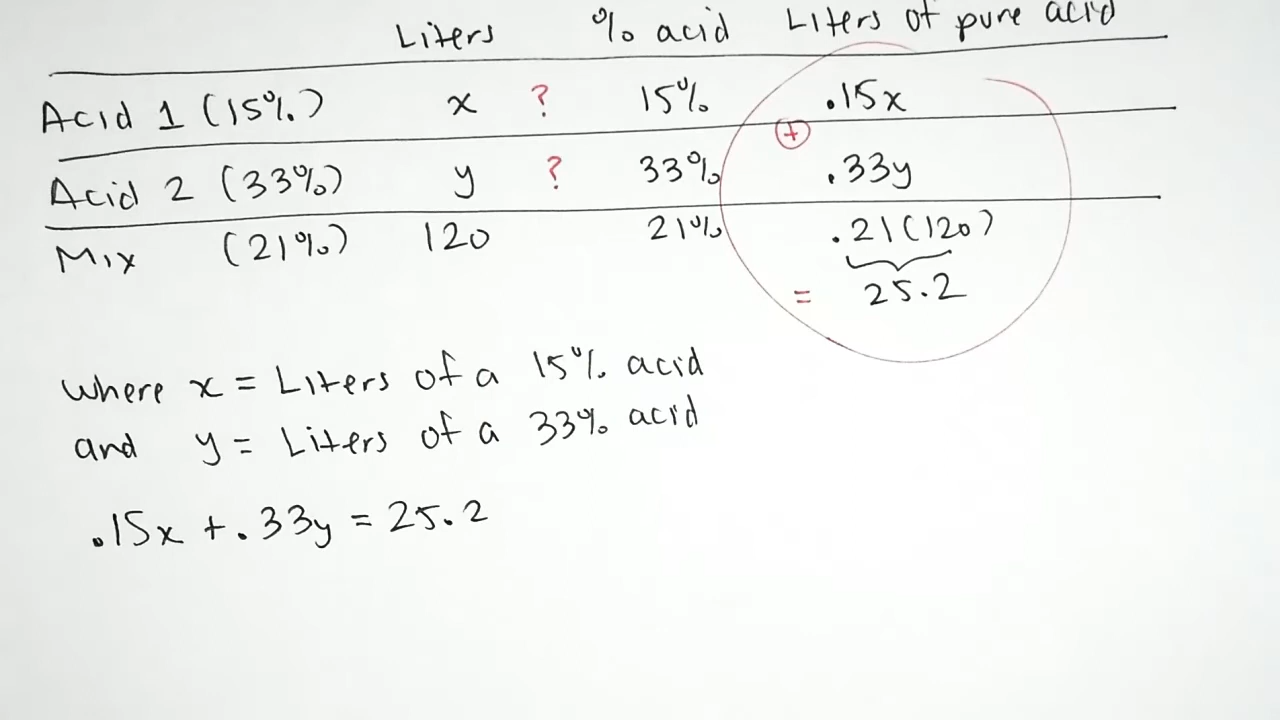 Liters % acid Liters of pure acid
Acid 1 (15%) x ? 15% .15x
+
Acid 2 (33%) y ? 33% .33y
Mix (21%) 120 21% .21(120)
= 25.2
where x = Liters of a 15% acid
and y = Liters of a 33% acid
.15x + .33y = 25.2